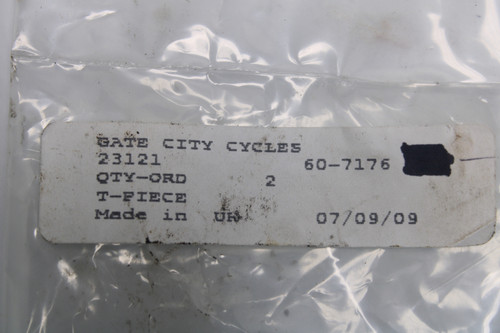 GATE CITY CYCLES
23121 60-7176
QTY-ORD 2
T-PIECE
Made in UK 07/09/09